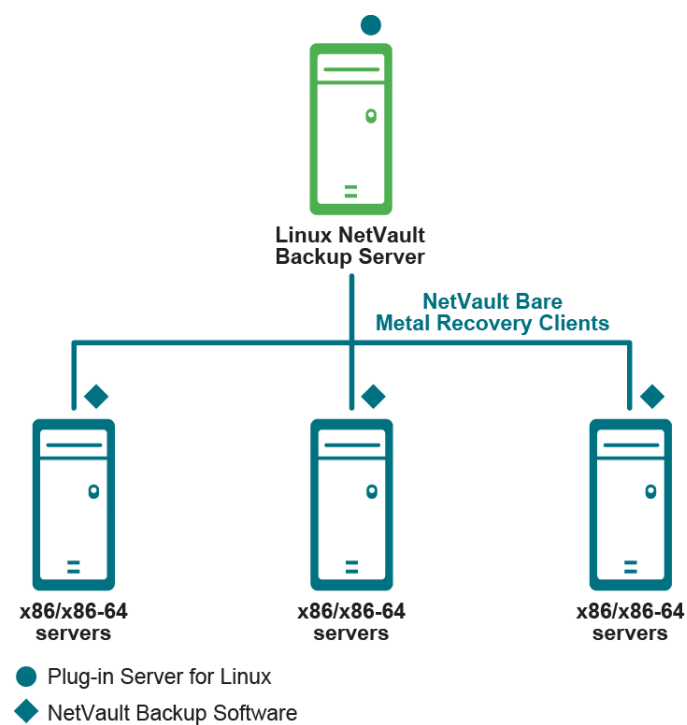 Linux NetVault
Backup Server
NetVault Bare
Metal Recovery Clients
x86/x86-64
servers
x86/x86-64
servers
x86/x86-64
servers
Plug-in Server for Linux
NetVault Backup Software